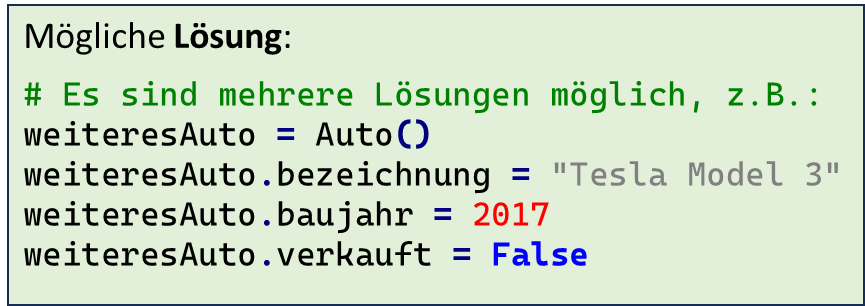 Mögliche Lösung:
# Es sind mehrere Lösungen möglich, z.B.:
weiteresAuto = Auto()
weiteresAuto.bezeichnung = "Tesla Model 3"
weiteresAuto.baujahr = 2017
weiteresAuto.verkauft = False